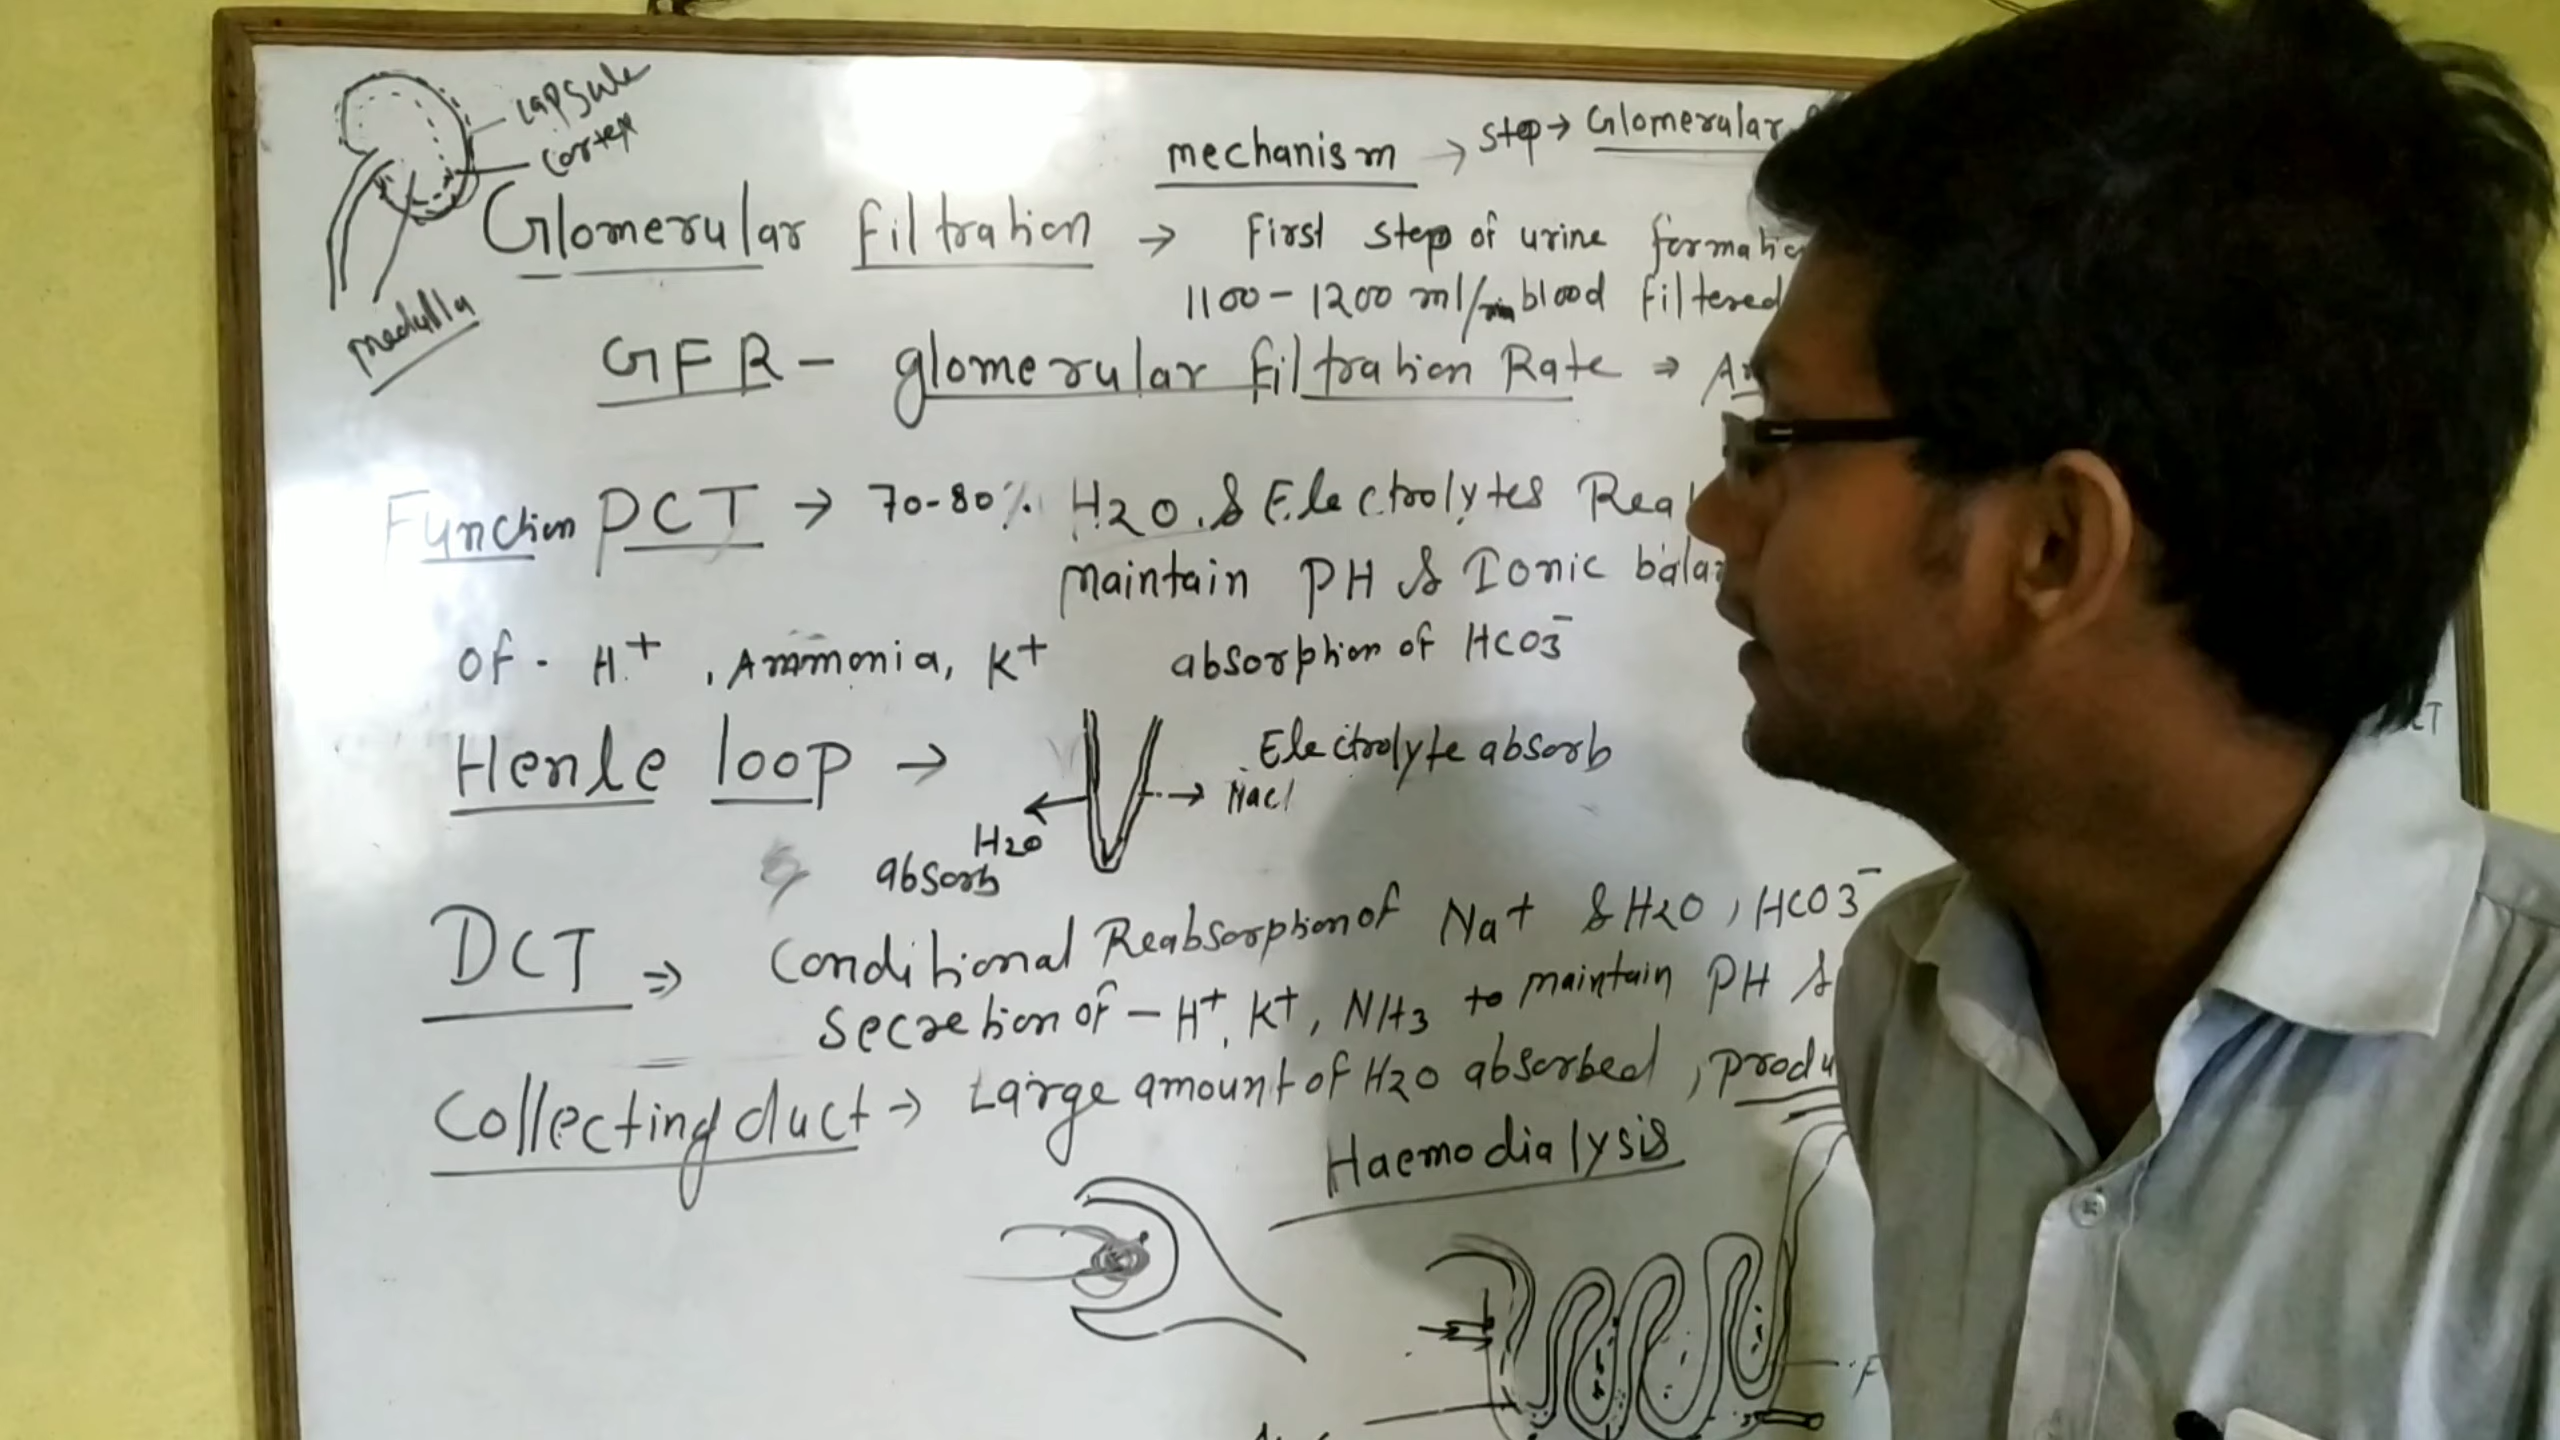 capsule
cortex
medulla
mechanism → step → Glomerular
Glomerular filtration → First step of urine
1100-1200 ml/min blood filtered
GFR - glomerular filtration Rate ⇒
Function PCT → 70-80% H2O & Electrolytes
maintain PH & Ionic
of - H+, Ammonia, K+ absorption of HCO3-
Henle loop → Electrolyte absorb
Nacl
H2O
absorb
DCT ⇒ Conditional Reabsorption of Na+ & H2O, HCO3-
Secretion of - H+, K+, NH3 to maintain PH &
Collecting duct → Large amount of H2O absorbed,
Haemodialysis